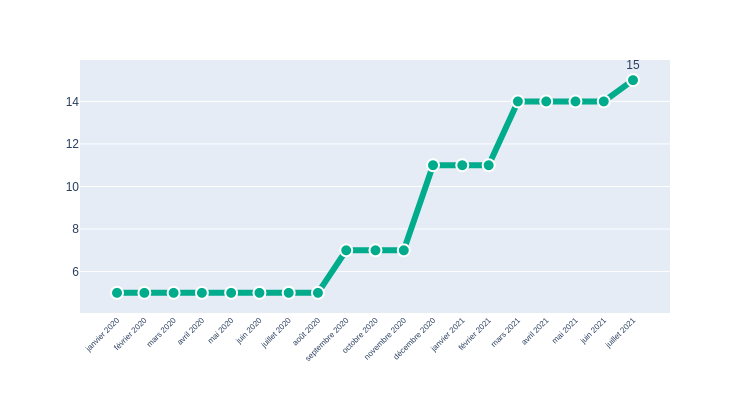 15
14
12
10
8
6
janvier 2020
février 2020
mars 2020
avril 2020
mai 2020
juin 2020
juillet 2020
août 2020
septembre 2020
octobre 2020
novembre 2020
décembre 2020
janvier 2021
février 2021
mars 2021
avril 2021
mai 2021
juin 2021
juillet 2021